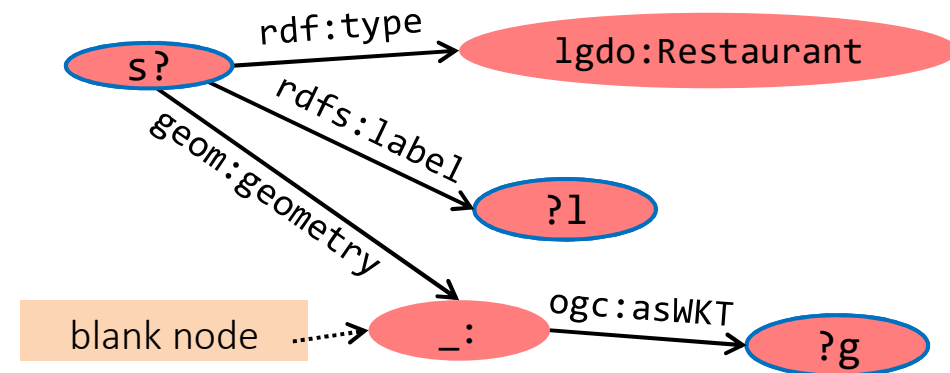 rdf:type
s?
lgdo:Restaurant
rdfs:label
geom:geometry
?l
blank node
_:
ogc:asWKT
?g